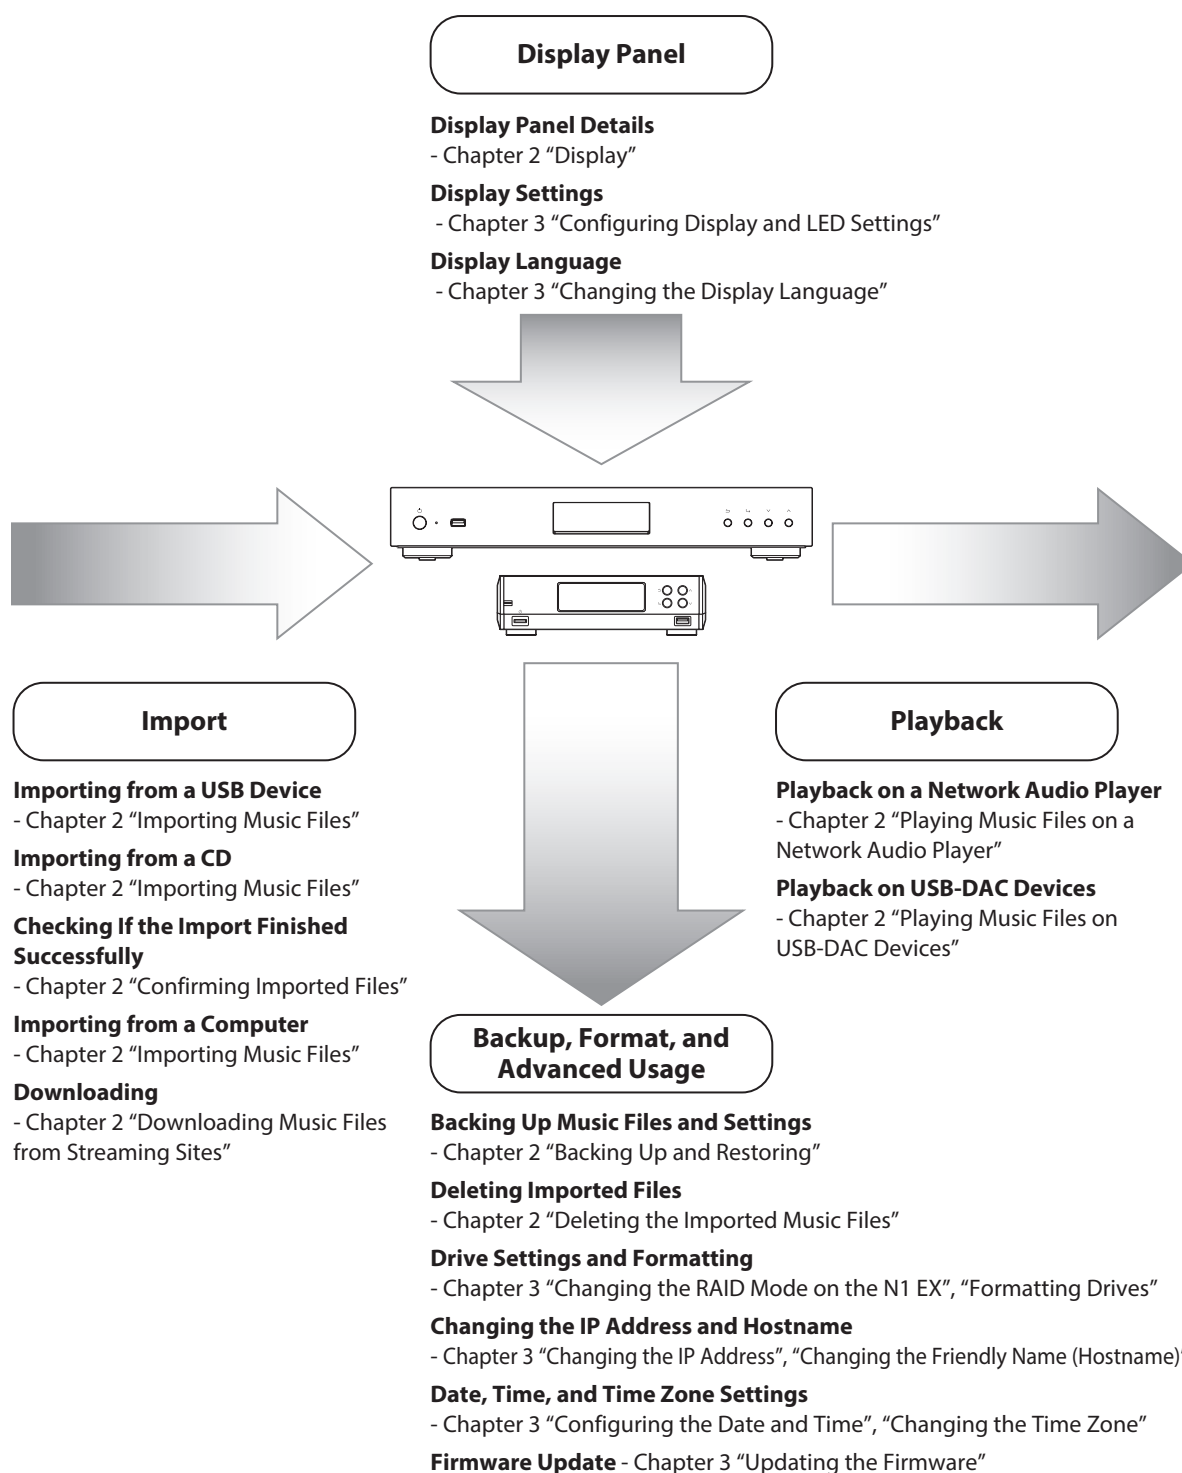 Display Panel
Display Panel Details
- Chapter 2 “Display”
Display Settings
- Chapter 3 “Configuring Display and LED Settings”
Display Language
- Chapter 3 “Changing the Display Language”
Import
Importing from a USB Device
- Chapter 2 “Importing Music Files”
Importing from a CD
- Chapter 2 “Importing Music Files”
Checking If the Import Finished
Successfully
- Chapter 2 “Confirming Imported Files”
Importing from a Computer
- Chapter 2 “Importing Music Files”
Downloading
- Chapter 2 “Downloading Music Files
from Streaming Sites”
Playback
Playback on a Network Audio Player
- Chapter 2 “Playing Music Files on a
Network Audio Player”
Playback on USB-DAC Devices
- Chapter 2 “Playing Music Files on
USB-DAC Devices”
Backup, Format, and
Advanced Usage
Backing Up Music Files and Settings
- Chapter 2 “Backing Up and Restoring”
Deleting Imported Files
- Chapter 2 “Deleting the Imported Music Files”
Drive Settings and Formatting
- Chapter 3 “Changing the RAID Mode on the N1 EX”, “Formatting Drives”
Changing the IP Address and Hostname
- Chapter 3 “Changing the IP Address”, “Changing the Friendly Name (Hostname)”
Date, Time, and Time Zone Settings
- Chapter 3 “Configuring the Date and Time”, “Changing the Time Zone”
Firmware Update - Chapter 3 “Updating the Firmware”